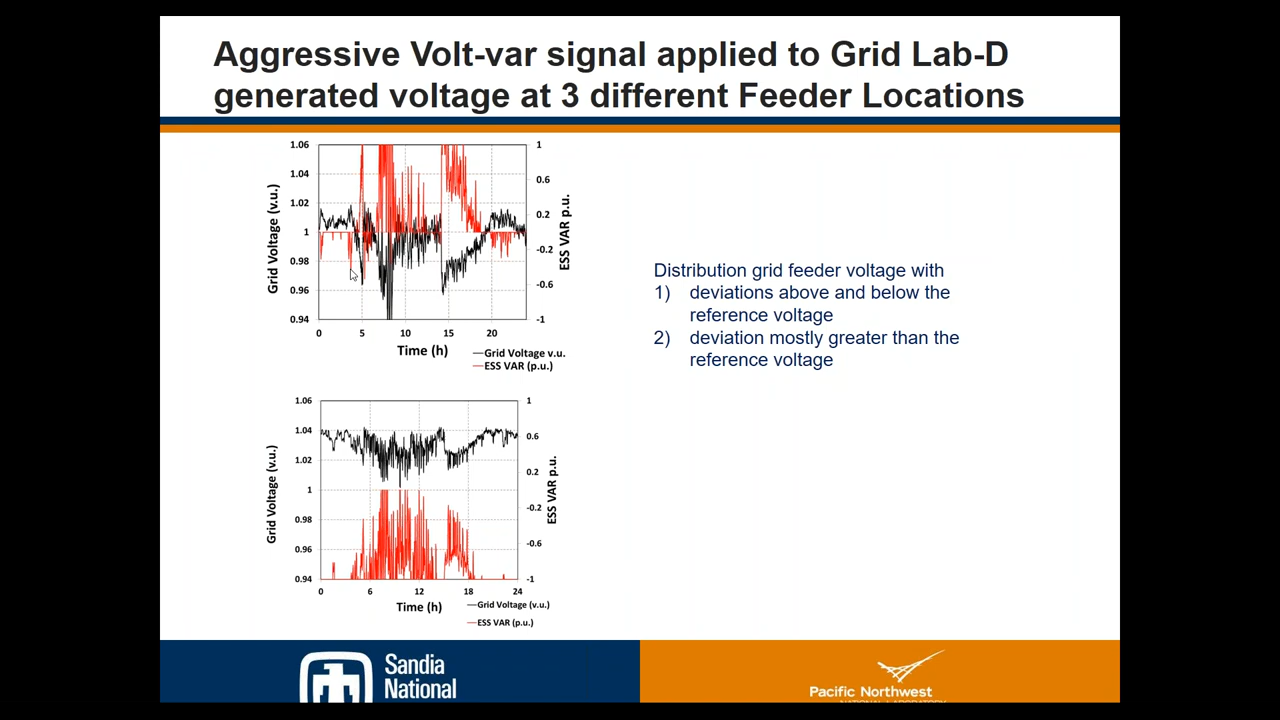 Aggressive Volt-var signal applied to Grid Lab-D
generated voltage at 3 different Feeder Locations
1.06
1.04
1.02
1
0.98
0.96
0.94
Grid Voltage (v.u.)
1
0.6
0.2
-0.2
-0.6
-1
ESS VAR p.u.
0 5 10 15 20
Time (h)
Grid Voltage v.u.
ESS VAR (p.u.)
Distribution grid feeder voltage with
1) deviations above and below the
reference voltage
2) deviation mostly greater than the
reference voltage
1.06
1.04
1.02
1
0.98
0.96
0.94
Grid Voltage (v.u.)
1
0.6
0.2
-0.2
-0.6
-1
ESS VAR p.u.
0 6 12 18 24
Time (h)
Grid Voltage (v.u.)
ESS VAR (p.u.)
Sandia
National
Pacific Northwest
NATIONAL LABORATORY